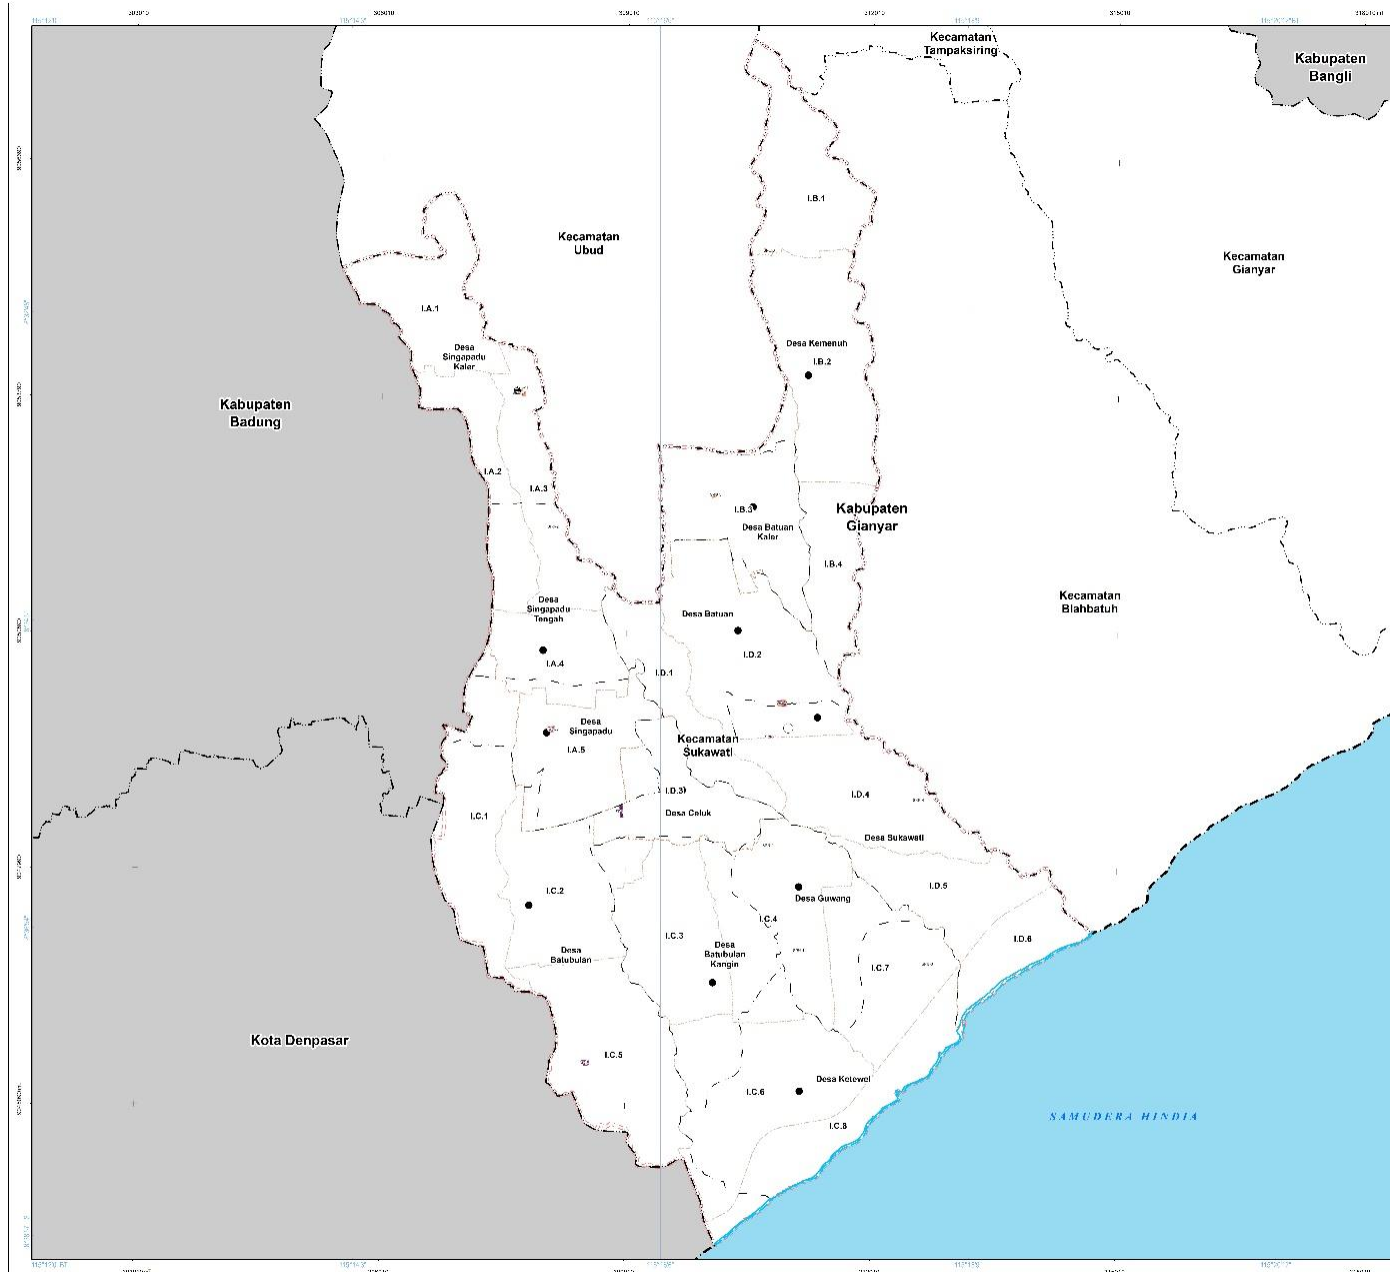 Kecamatan
Tampaksiring
Kabupaten
Bangli
I.B.1
Kecamatan
Ubud
Kecamatan
Gianyar
I.A.1
Desa
Singapadu
Kaler
Desa Kemenuh
I.B.2
Kabupaten
Badung
I.A.2
I.A.3
I.B.3
Desa Batuan
Kaler
Kabupaten
Gianyar
I.B.4
Desa
Singapadu
Tengah
I.A.4
Desa Batuan
I.D.2
Kecamatan
Blahbatuh
I.D.1
Desa
Singapadu
I.A.5
Kecamatan
Sukawati
I.D.3
Desa Celuk
I.D.4
Desa Sukawati
I.C.1
I.C.2
I.D.5
Desa Guwang
I.C.4
I.C.3
Desa
Batubulan
Kangin
Desa
Batubulan
I.D.6
I.C.7
Kota Denpasar
I.C.5
I.C.6
Desa Ketewel
I.C.8
SAMUDERA HINDIA